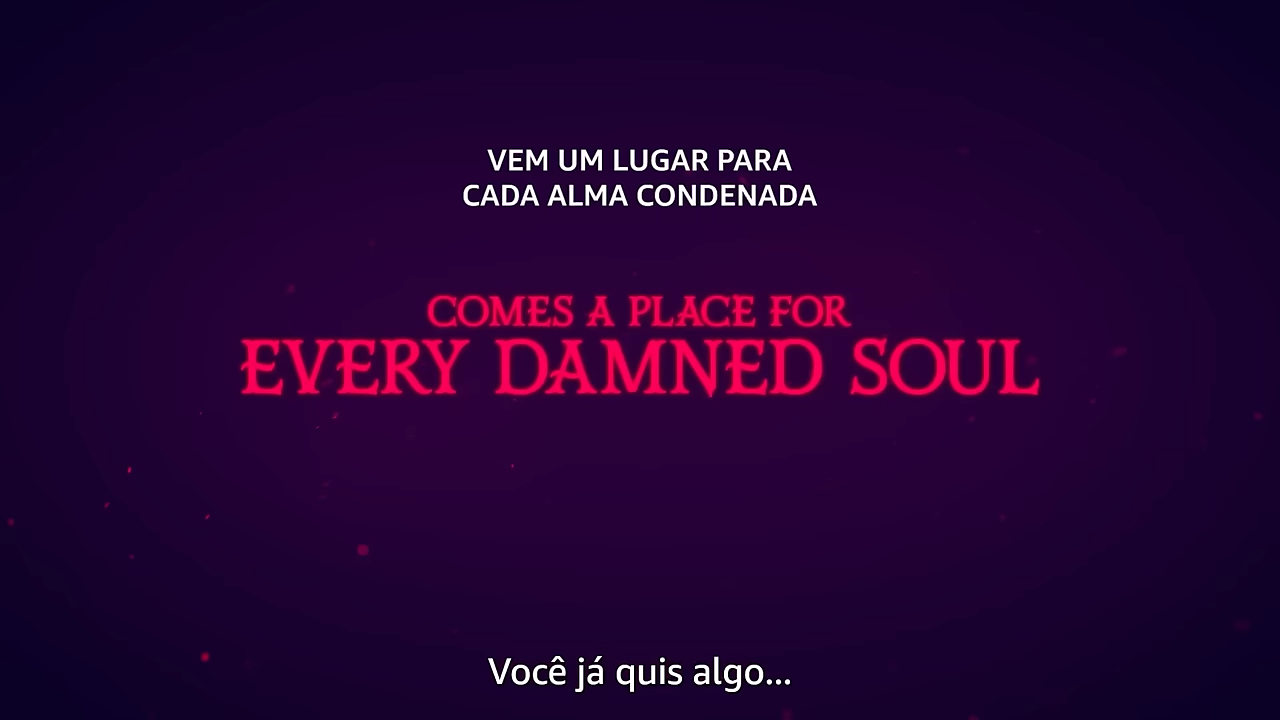 VEM UM LUGAR PARA
CADA ALMA CONDENADA
COMES A PLACE FOR
EVERY DAMNED SOUL
Você já quis algo...